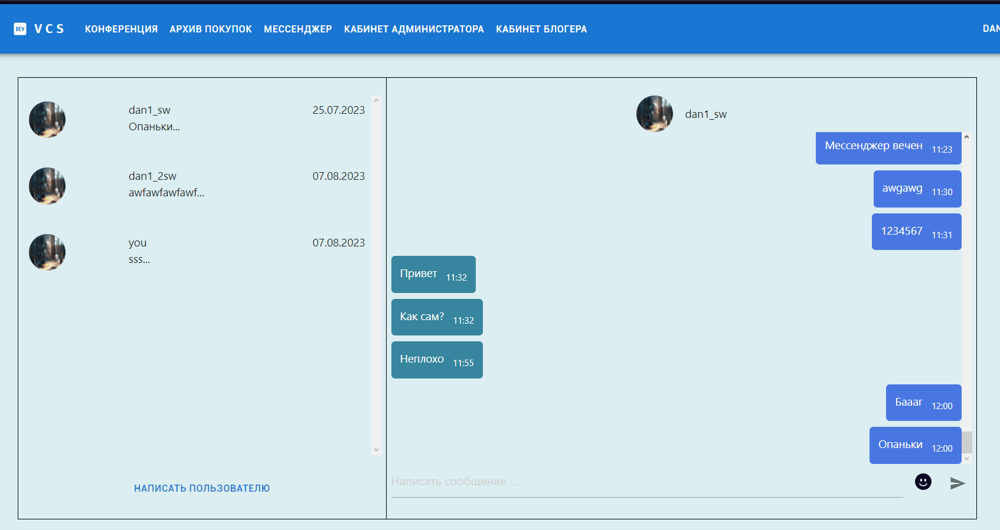 DEV VCS КОНФЕРЕНЦИЯ АРХИВ ПОКУПОК МЕССЕНДЖЕР КАБИНЕТ АДМИНИСТРАТОРА КАБИНЕТ БЛОГЕРА DAN
dan1_sw 25.07.2023
Опаньки...
dan1_2sw 07.08.2023
awfawfawfawf...
you 07.08.2023
sss...
НАПИСАТЬ ПОЛЬЗОВАТЕЛЮ
dan1_sw
Мессенджер вечен 11:23
awgawg 11:30
1234567 11:31
Привет 11:32
Как сам? 11:32
Неплохо 11:55
Баааг 12:00
Опаньки 12:00
Написать сообщение ...